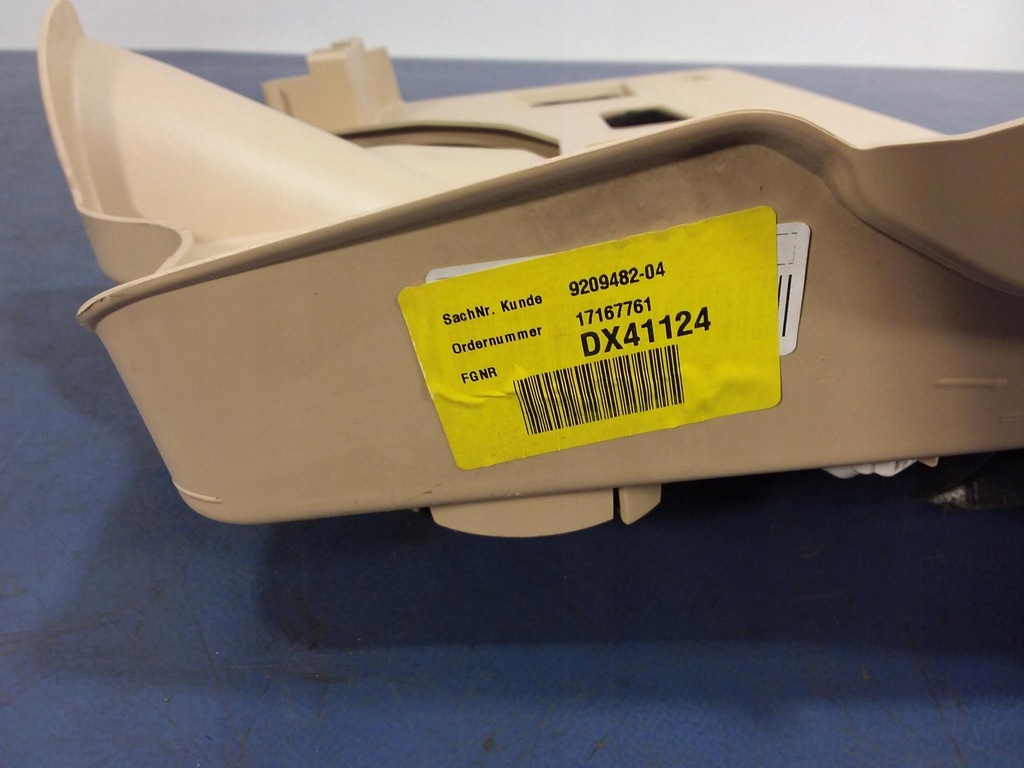 SachNr. Kunde 9209482-04
Ordernummer 17167761
FGNR DX41124